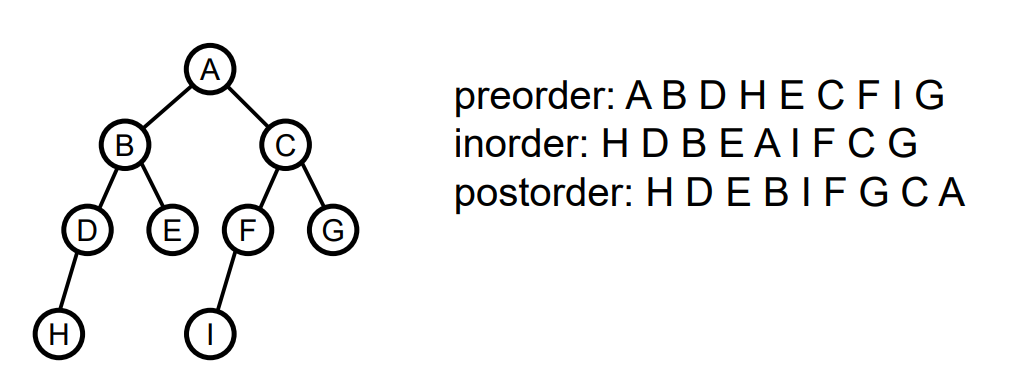 A
B C
D E F G
H I
preorder: A B D H E C F I G
inorder: H D B E A I F C G
postorder: H D E B I F G C A